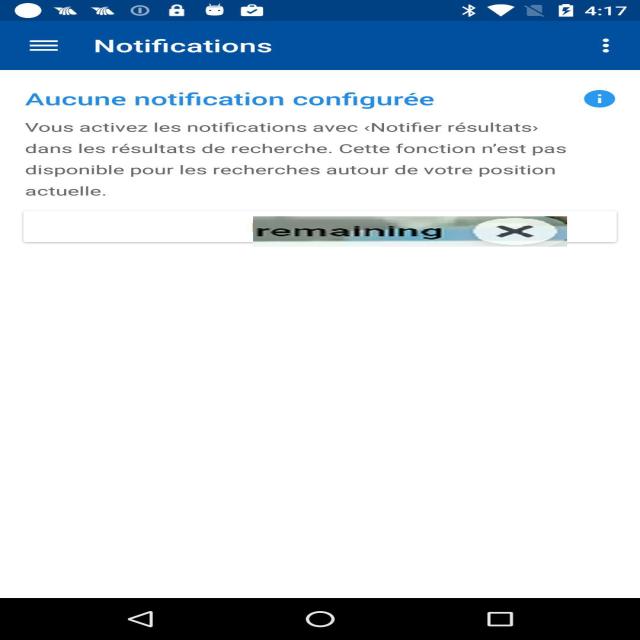 4:17
Notifications
Aucune notification configurée
Vous activez les notifications avec ‹Notifier résultats›
dans les résultats de recherche. Cette fonction n'est pas
disponible pour les recherches autour de votre position
actuelle.
remaining